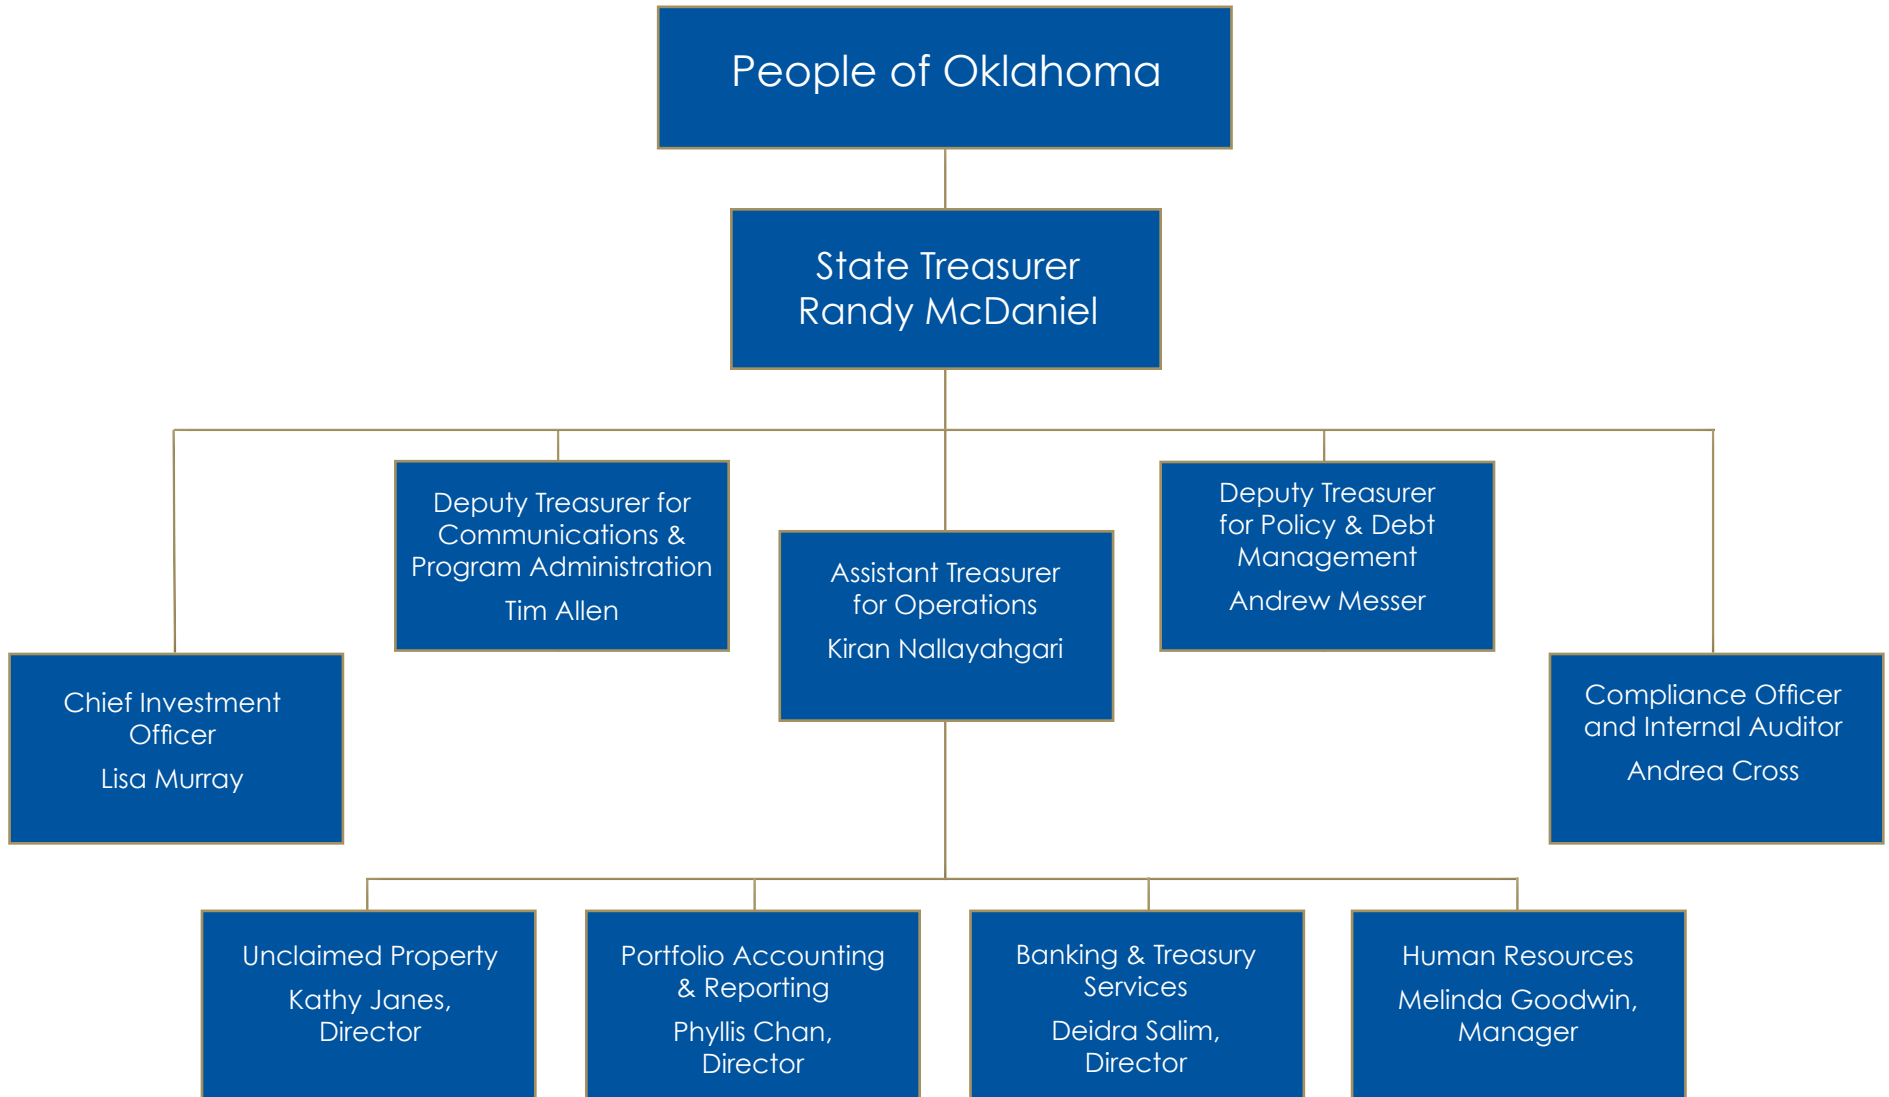 People of Oklahoma
State Treasurer
Randy McDaniel
Deputy Treasurer for
Communications &
Program Administration
Tim Allen
Deputy Treasurer
for Policy & Debt
Management
Andrew Messer
Assistant Treasurer
for Operations
Kiran Nallayahgari
Chief Investment
Officer
Lisa Murray
Compliance Officer
and Internal Auditor
Andrea Cross
Unclaimed Property
Kathy Janes,
Director
Portfolio Accounting
& Reporting
Phyllis Chan,
Director
Banking & Treasury
Services
Deidra Salim,
Director
Human Resources
Melinda Goodwin,
Manager